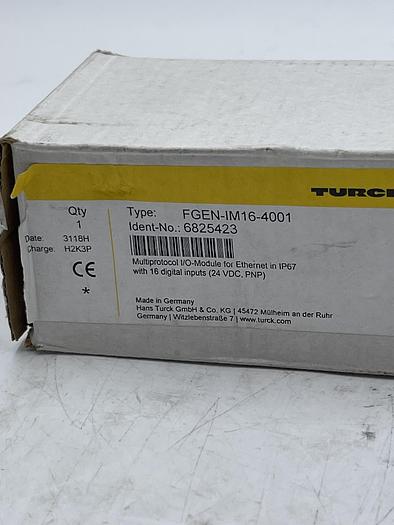 TURCK
Qty
1
Date: 3118H
Charge: H2K3P
CE
*
Type: FGEN-IM16-4001
Ident-No.: 6825423
Multiprotocol I/O-Module for Ethernet in IP67
with 16 digital inputs (24 VDC, PNP)
Made in Germany
Hans Turck GmbH & Co. KG | 45472 Mülheim an der Ruhr
Germany | Witzlebenstraße 7 | www.turck.com